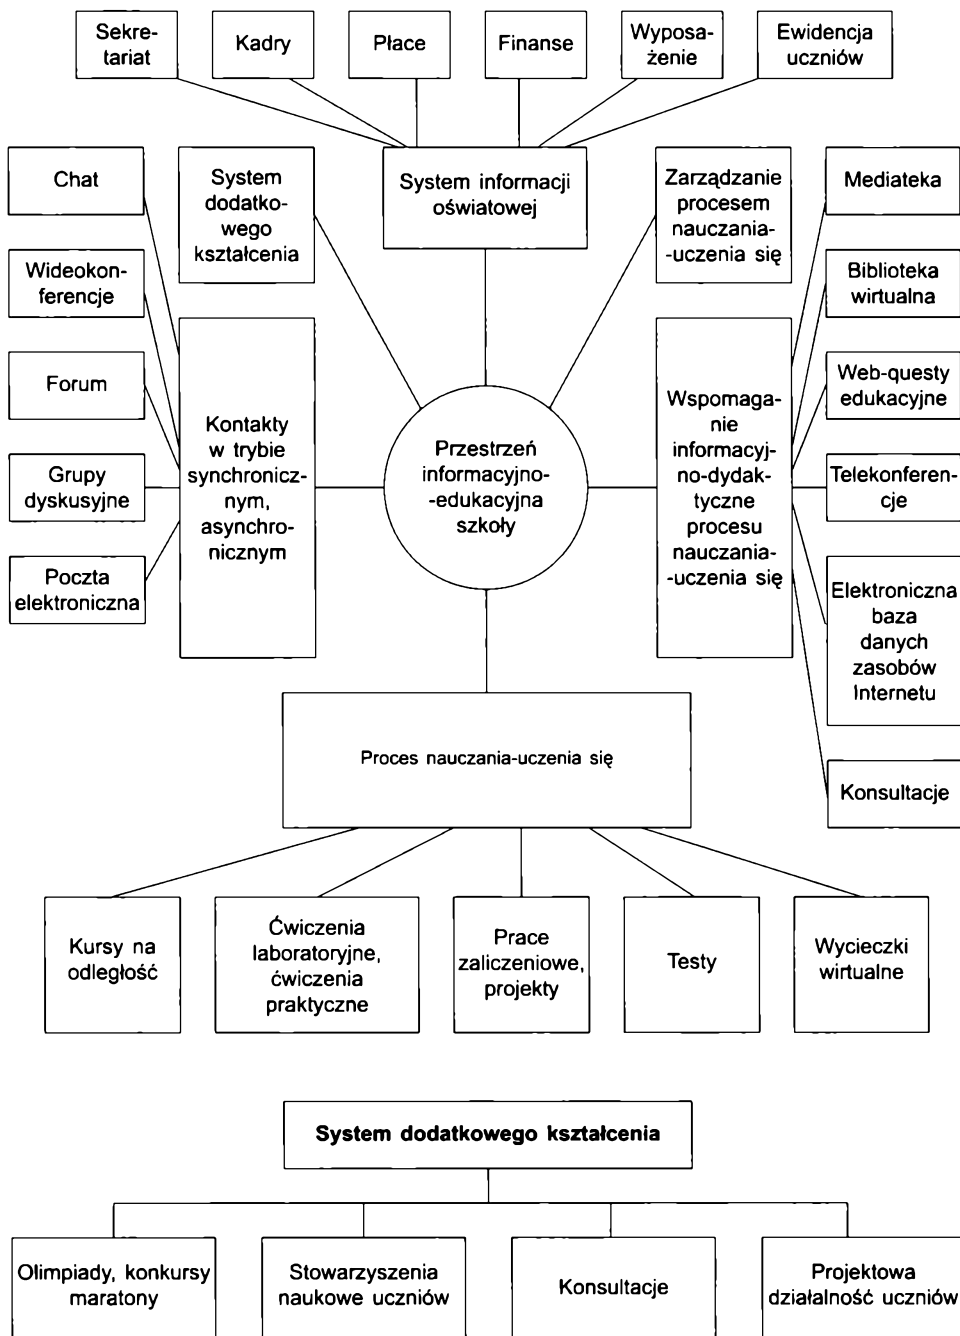 Sekre-
tariat
Kadry
Płace
Finanse
Wyposa-
żenie
Ewidencja
uczniów
Chat
System
dodatko-
wego
kształcenia
System informacji
oświatowej
Zarządzanie
procesem
nauczania-
-uczenia się
Mediateka
Wideokon-
ferencje
Biblioteka
wirtualna
Forum
Kontakty
w trybie
synchronicz-
nym,
asynchro-
nicznym
Przestrzeń
informacyjno-
-edukacyjna
szkoły
Wspomaga-
nie
informacyj-
no-dydak-
tyczne
procesu
nauczania-
-uczenia się
Web-questy
edukacyjne
Grupy
dyskusyjne
Telekonferen-
cje
Poczta
elektroniczna
Elektroniczna
baza
danych
zasobów
Internetu
Proces nauczania-uczenia się
Konsultacje
Kursy na
odległość
Ćwiczenia
laboratoryjne,
ćwiczenia
praktyczne
Prace
zaliczeniowe,
projekty
Testy
Wycieczki
wirtualne
System dodatkowego kształcenia
Olimpiady, konkursy
maratony
Stowarzyszenia
naukowe uczniów
Konsultacje
Projektowa
działalność uczniów